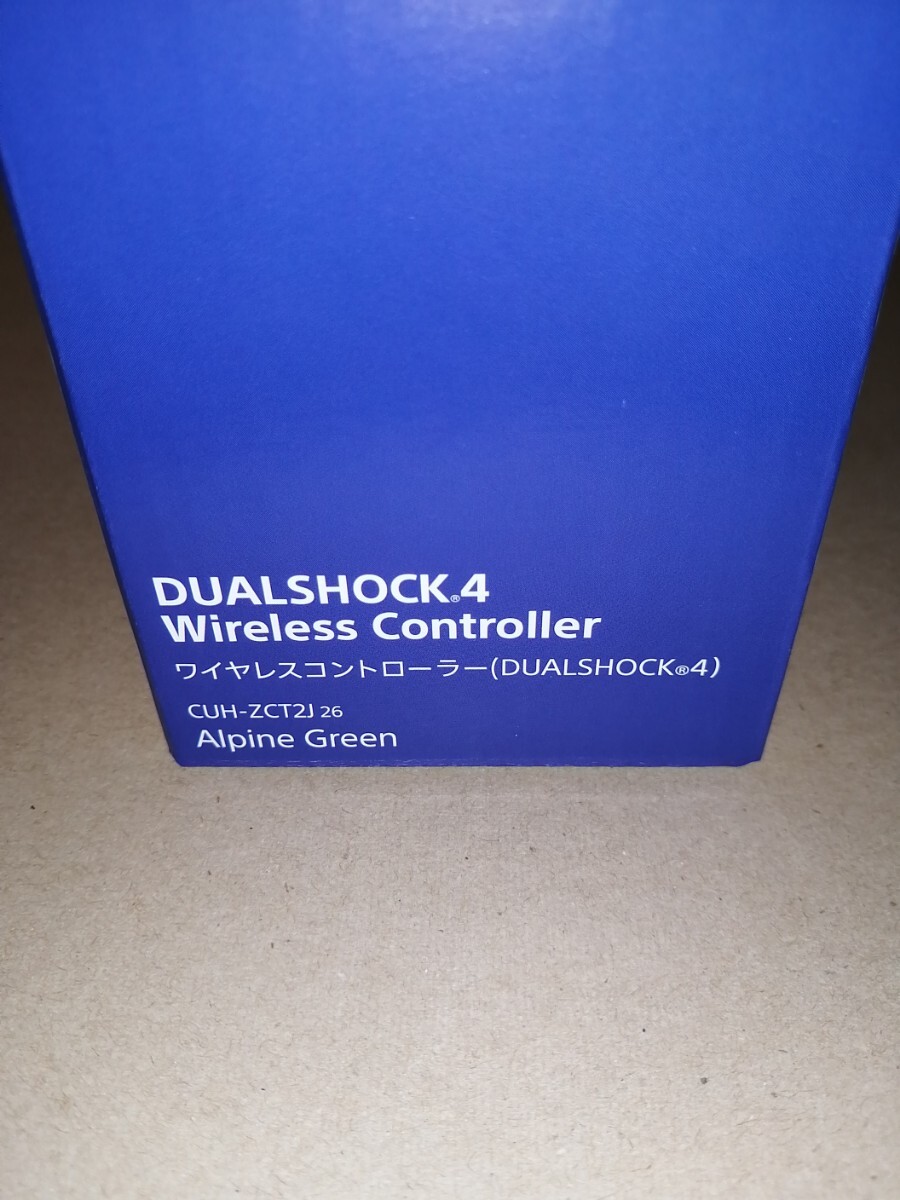 DUALSHOCK®4
Wireless Controller
ワイヤレスコントローラー(DUALSHOCK®4)
CUH-ZCT2J 26
Alpine Green